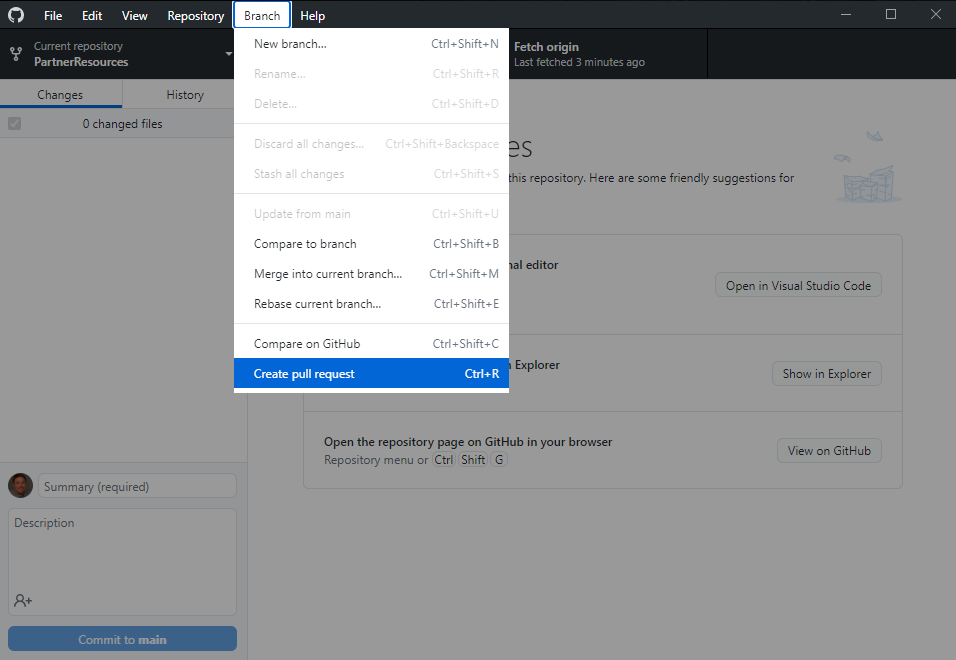 File Edit View Repository Branch Help
Current repository
PartnerResources
Fetch origin
Last fetched 3 minutes ago
Changes History
0 changed files
New branch... Ctrl+Shift+N
Rename... Ctrl+Shift+R
Delete... Ctrl+Shift+D
Discard all changes... Ctrl+Shift+Backspace
Stash all changes Ctrl+Shift+S
Update from main Ctrl+Shift+U
Compare to branch Ctrl+Shift+B
Merge into current branch... Ctrl+Shift+M
Rebase current branch... Ctrl+Shift+E
Compare on GitHub Ctrl+Shift+C
Create pull request Ctrl+R
es
this repository. Here are some friendly suggestions for
nal editor
Open in Visual Studio Code
Explorer
Show in Explorer
Open the repository page on GitHub in your browser
Repository menu or Ctrl Shift G
View on GitHub
Summary (required)
Description
Commit to main